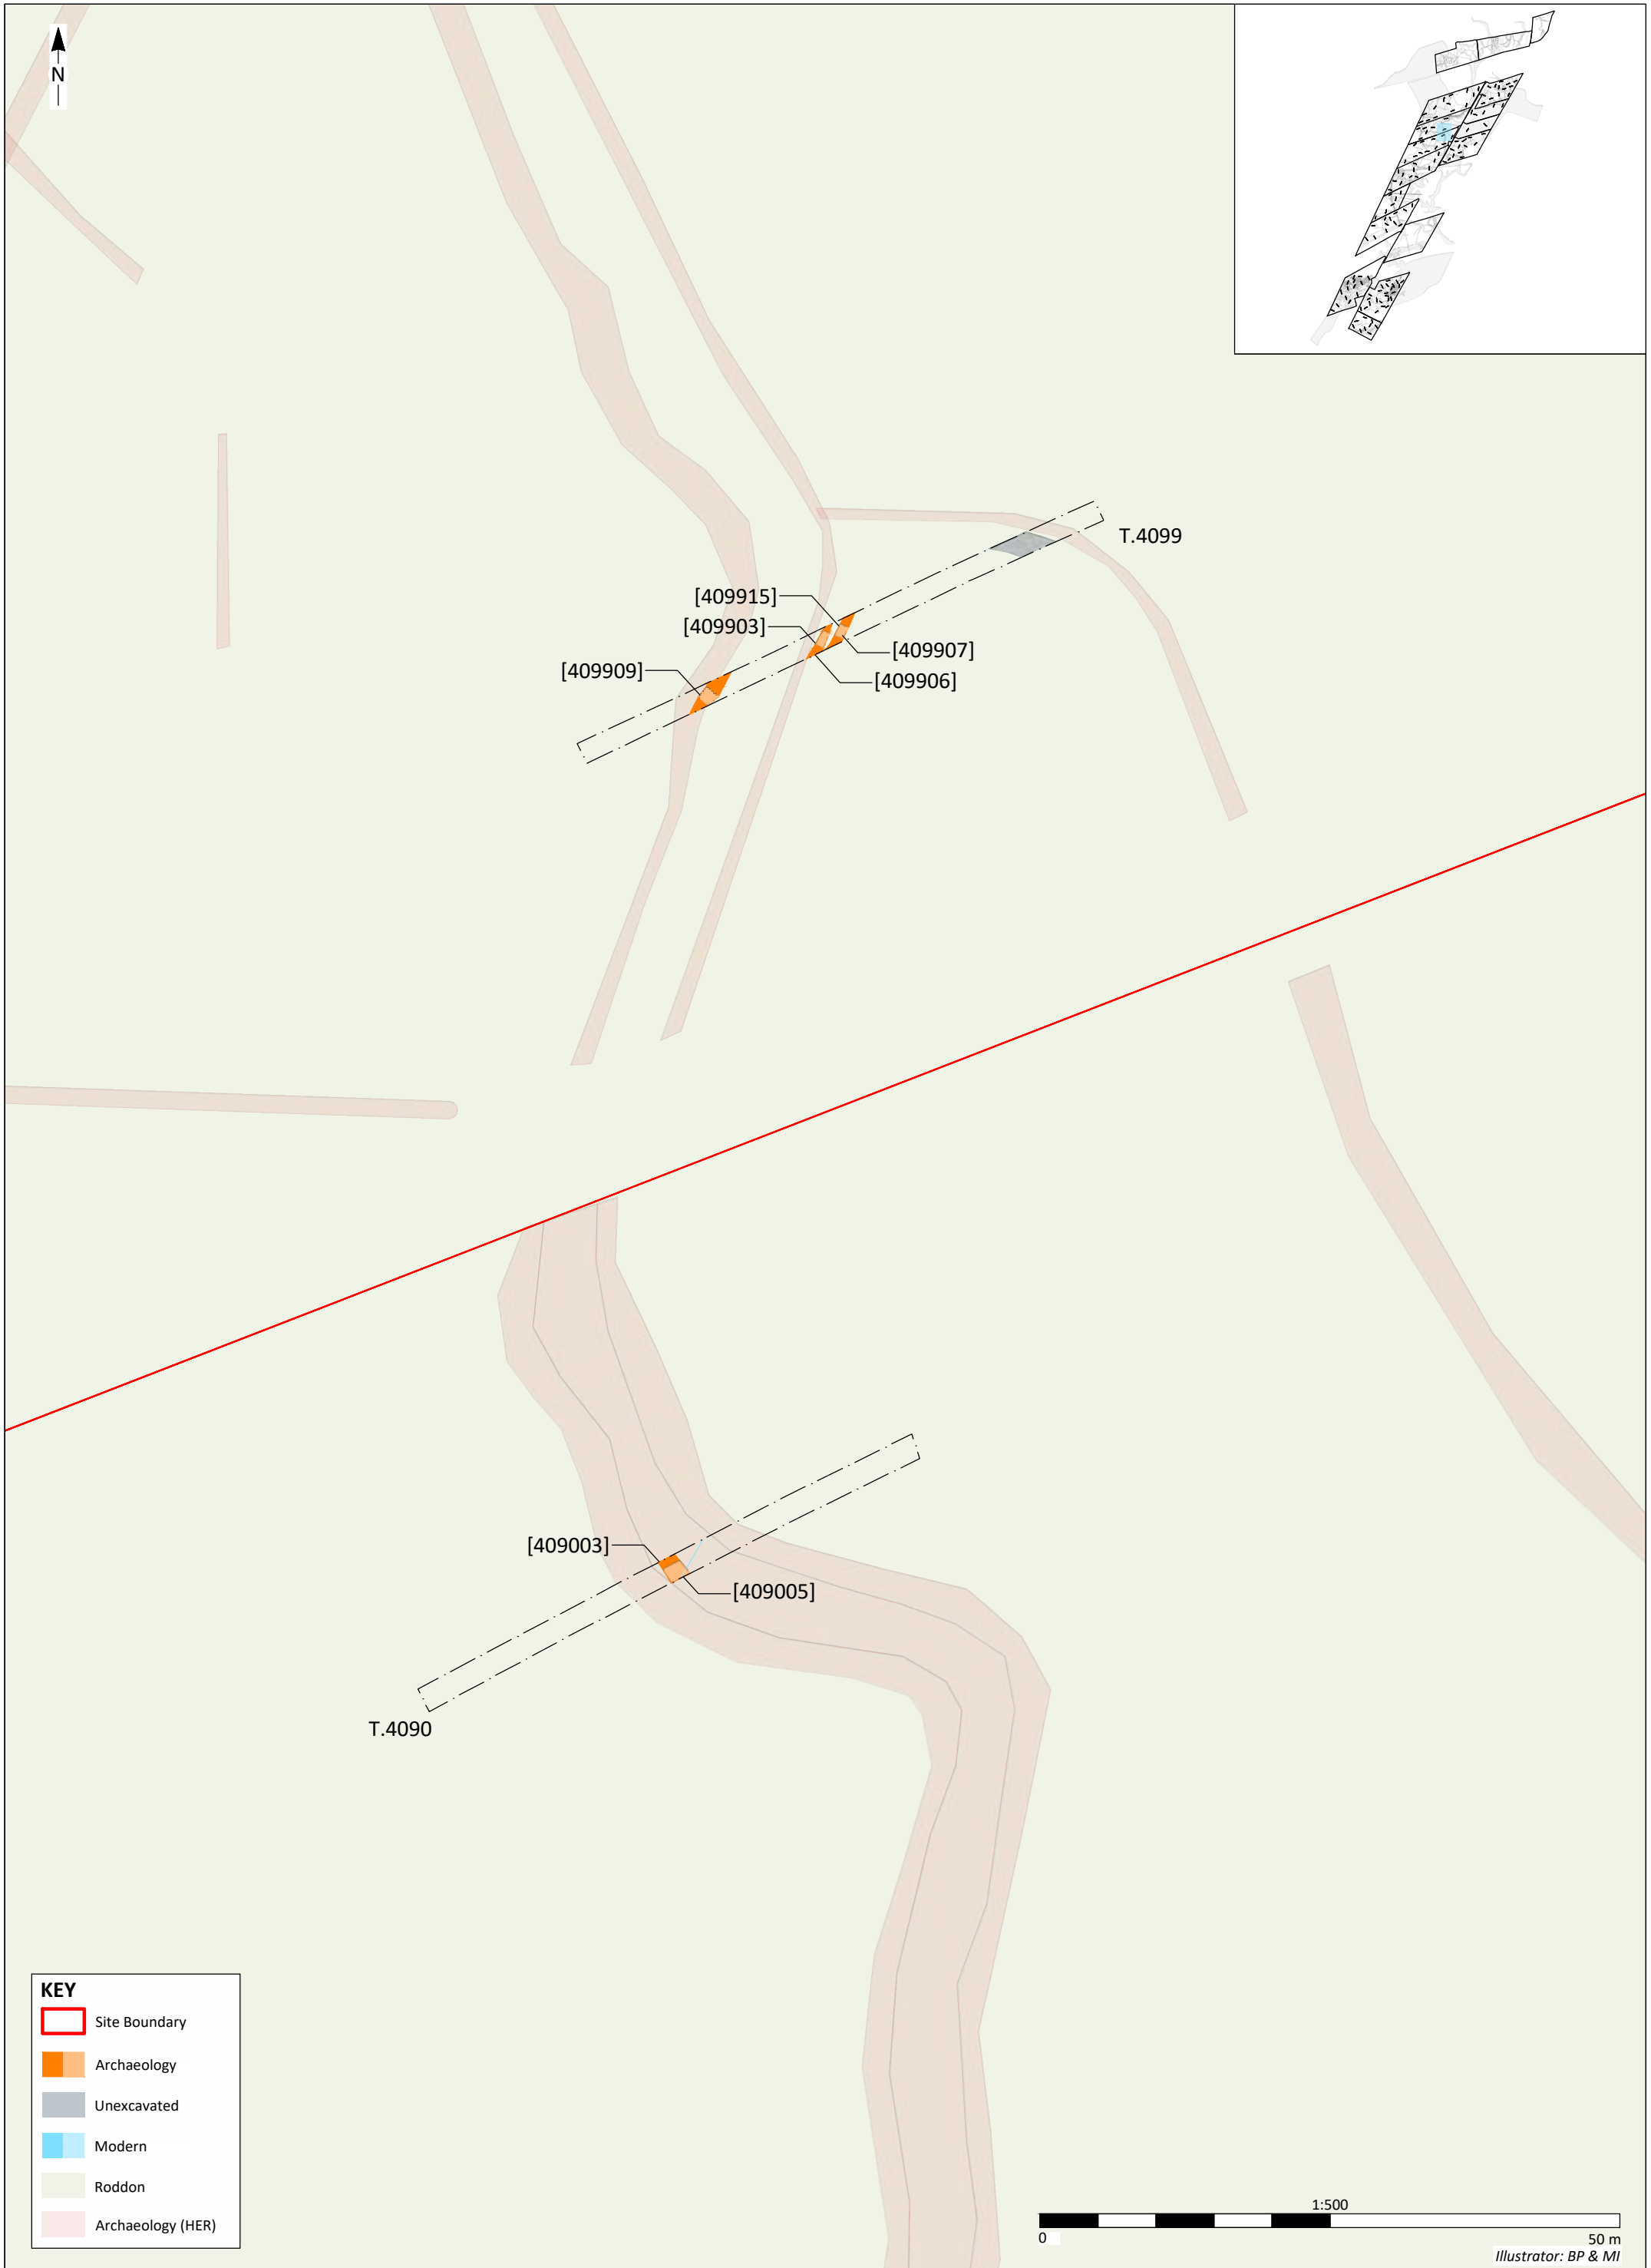 N
T.4099
[409915]
[409903]
[409907]
[409909]
[409906]
[409003]
[409005]
T.4090
KEY
Site Boundary
Archaeology
Unexcavated
Modern
Roddon
Archaeology (HER)
1:500
0 50 m
Illustrator: BP & MI